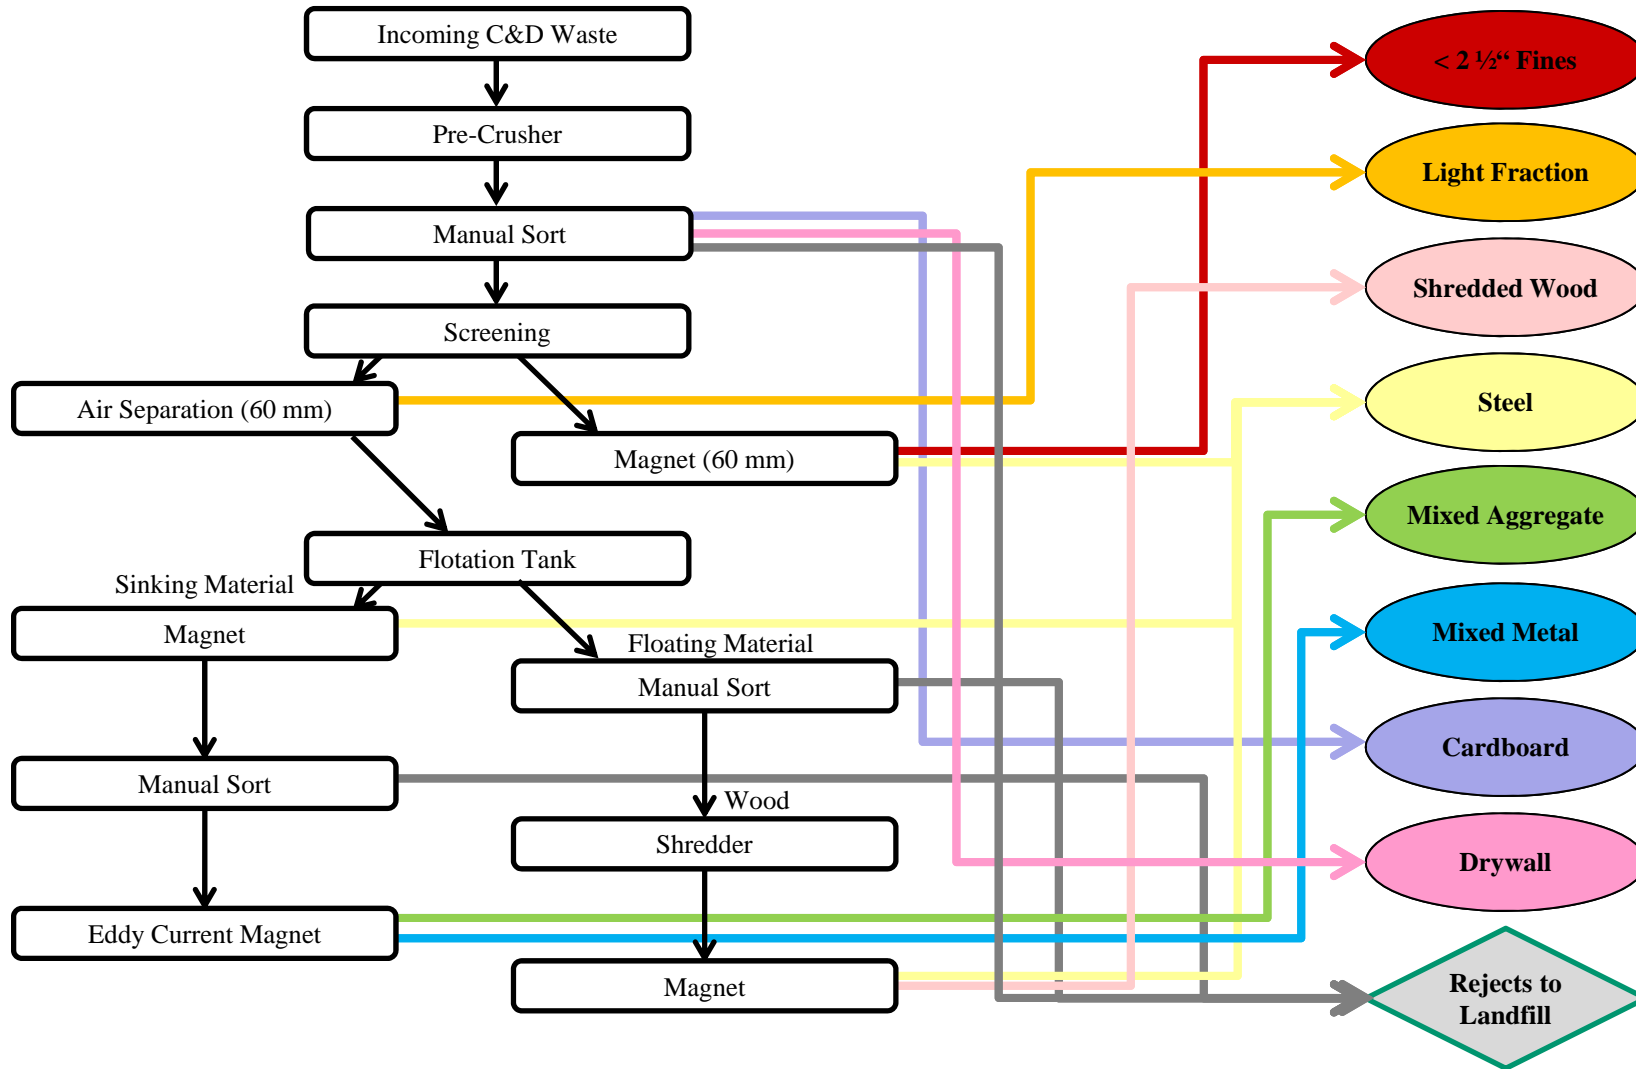 Incoming C&D Waste
Pre-Crusher
Manual Sort
Screening
Air Separation (60 mm)
Magnet (60 mm)
Flotation Tank
Sinking Material
Magnet
Floating Material
Manual Sort
Manual Sort
Wood
Shredder
Eddy Current Magnet
Magnet
< 2 ½“ Fines
Light Fraction
Shredded Wood
Steel
Mixed Aggregate
Mixed Metal
Cardboard
Drywall
Rejects to
Landfill